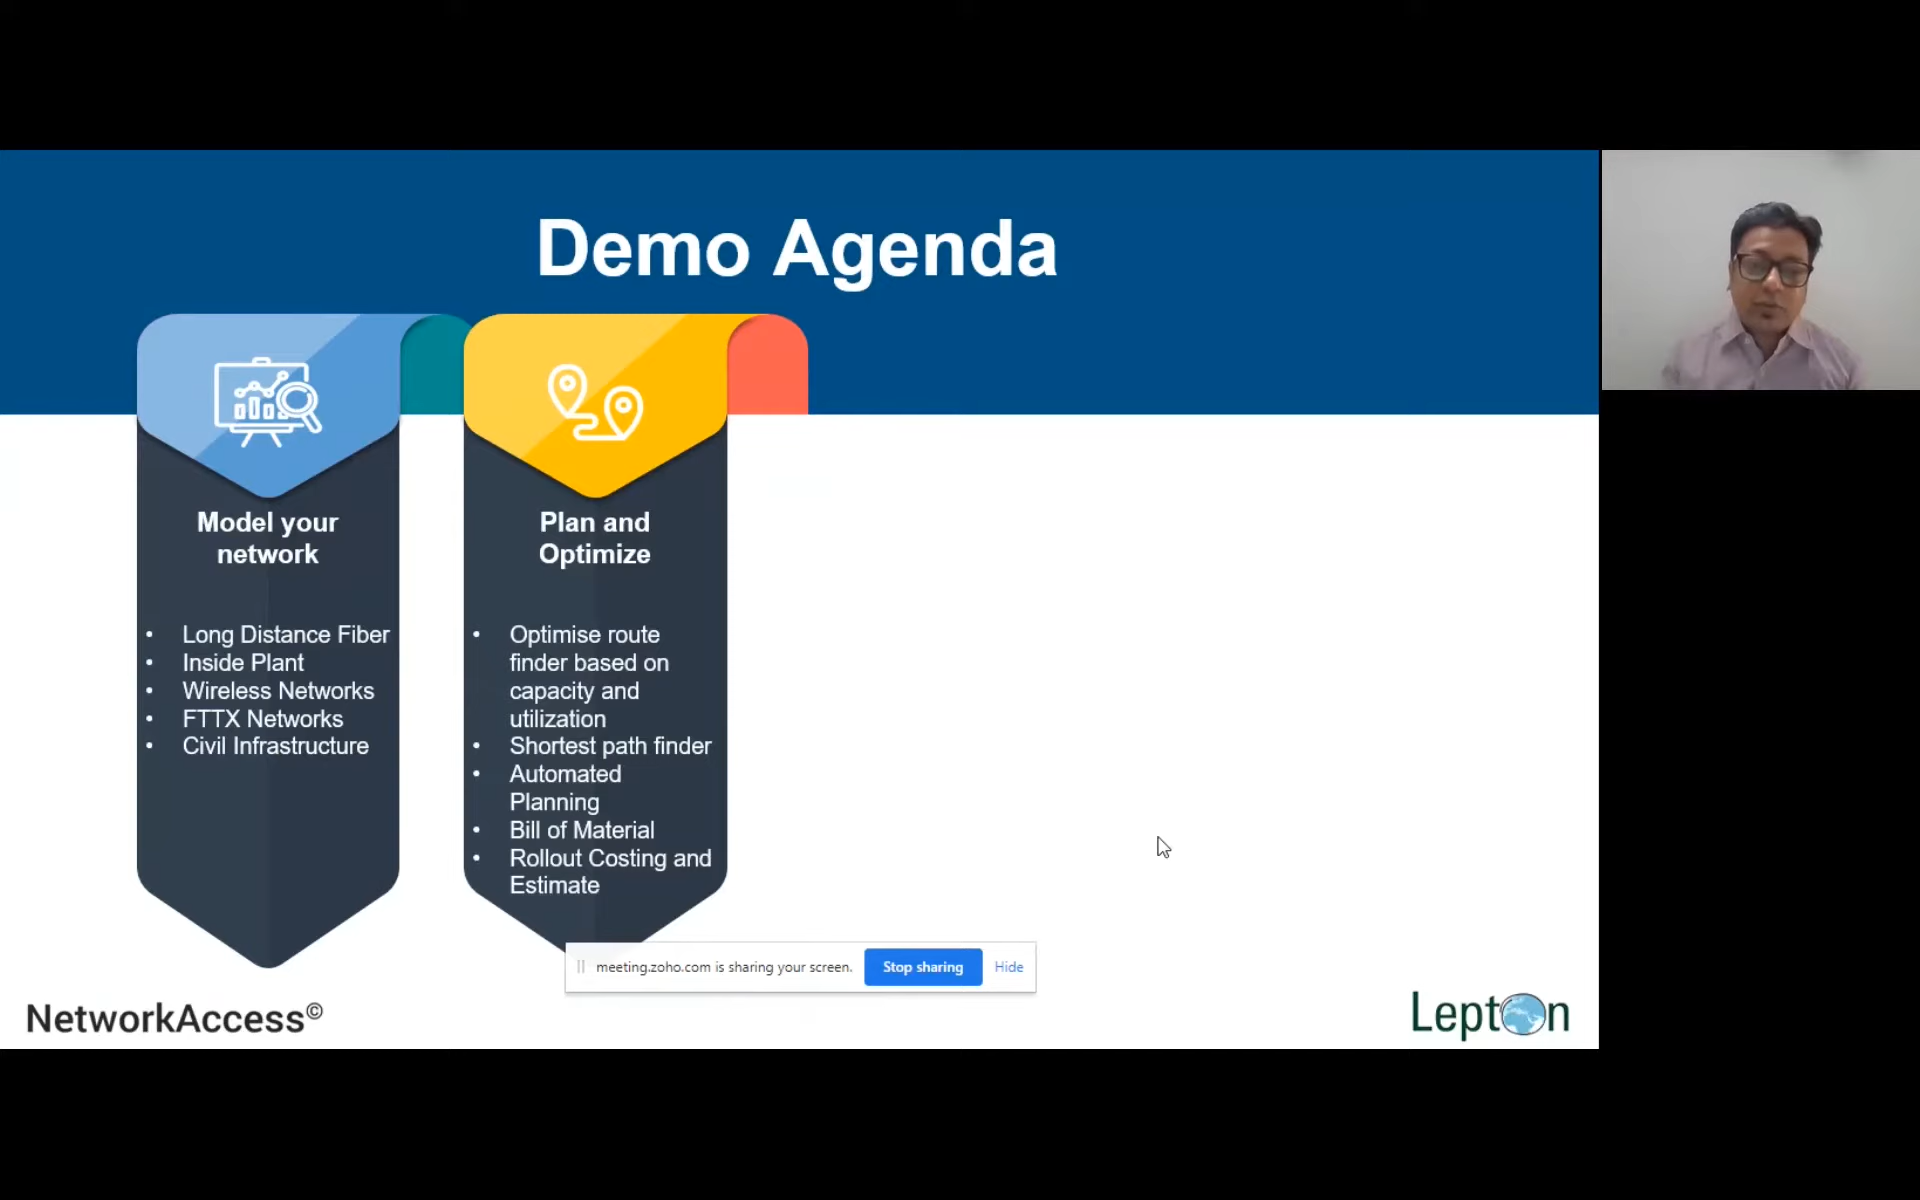 Demo Agenda
Model your
network
• Long Distance Fiber
• Inside Plant
• Wireless Networks
• FTTX Networks
• Civil Infrastructure
Plan and
Optimize
• Optimise route
finder based on
capacity and
utilization
• Shortest path finder
• Automated
Planning
• Bill of Material
• Rollout Costing and
Estimate
meeting.zoho.com is sharing your screen. Stop sharing Hide
NetworkAccess©
Lepton